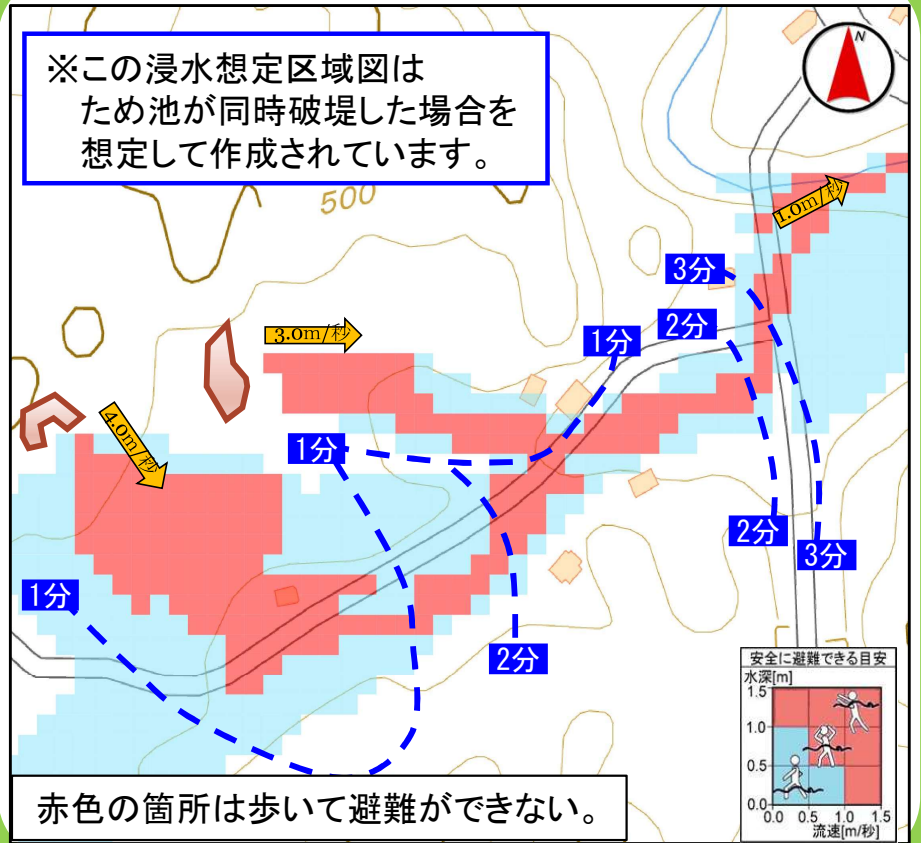 ※この浸水想定区域図は
ため池が同時破堤した場合を
想定して作成されています。
N
500
1.0m/秒
3分
2分
1分
3.0m/秒
4.0m/秒
1分
1分
2分
3分
2分
安全に避難できる目安
水深[m]
1.5
1.0
0.5
0.0
0.0 0.5 1.0 1.5
流速[m/秒]
赤色の箇所は歩いて避難ができない。